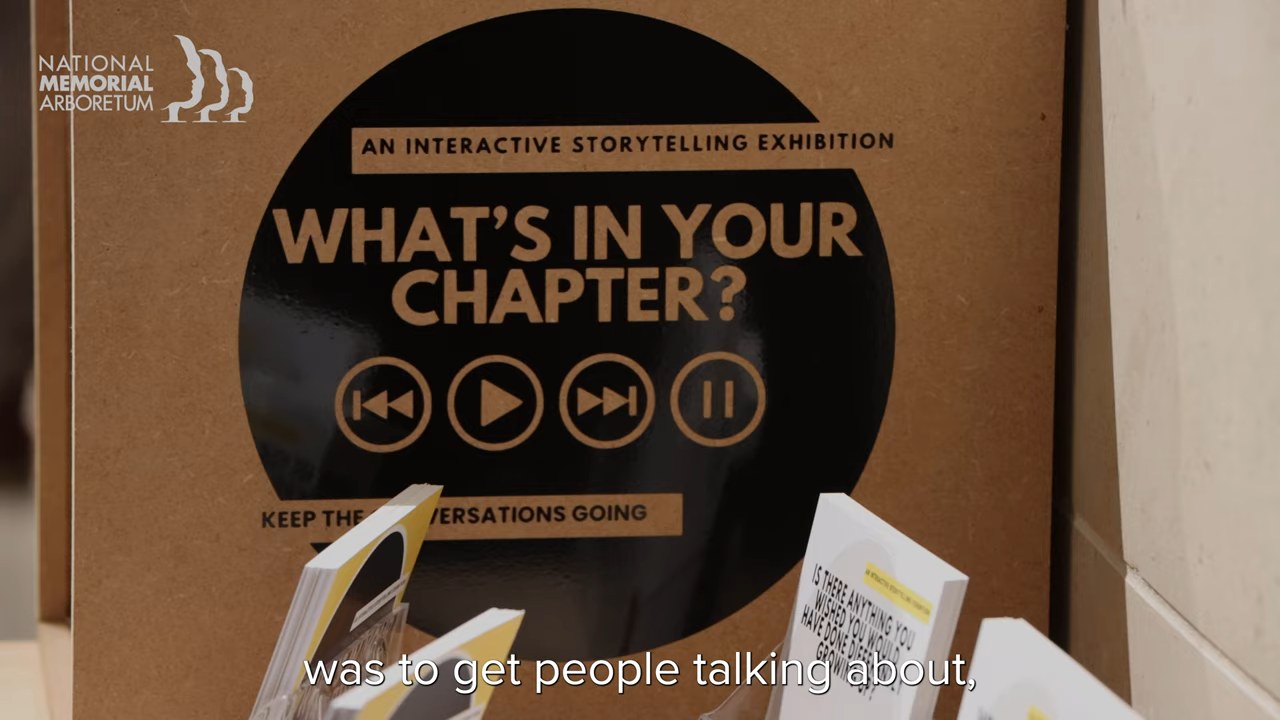 NATIONAL
MEMORIAL
ARBORETUM
AN INTERACTIVE STORYTELLING EXHIBITION
WHAT'S IN YOUR
CHAPTER?
KEEP THE VERSATIONS GOING
IS THERE ANYTHING YOU
WISHED YOU WOULD
HAVE DONE
was to get people talking about,